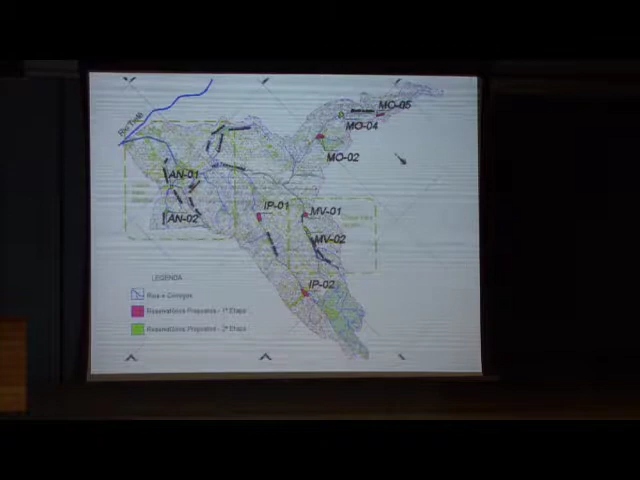 Rio Tiete
MO-05
MO-04
MO-02
AN-01
AN-02
IP-01
MV-01
MV-02
IP-02
LEGENDA
Rios e Córregos
Reservatórios Propostos - 1ª Etapa
Reservatórios Propostos - 2ª Etapa